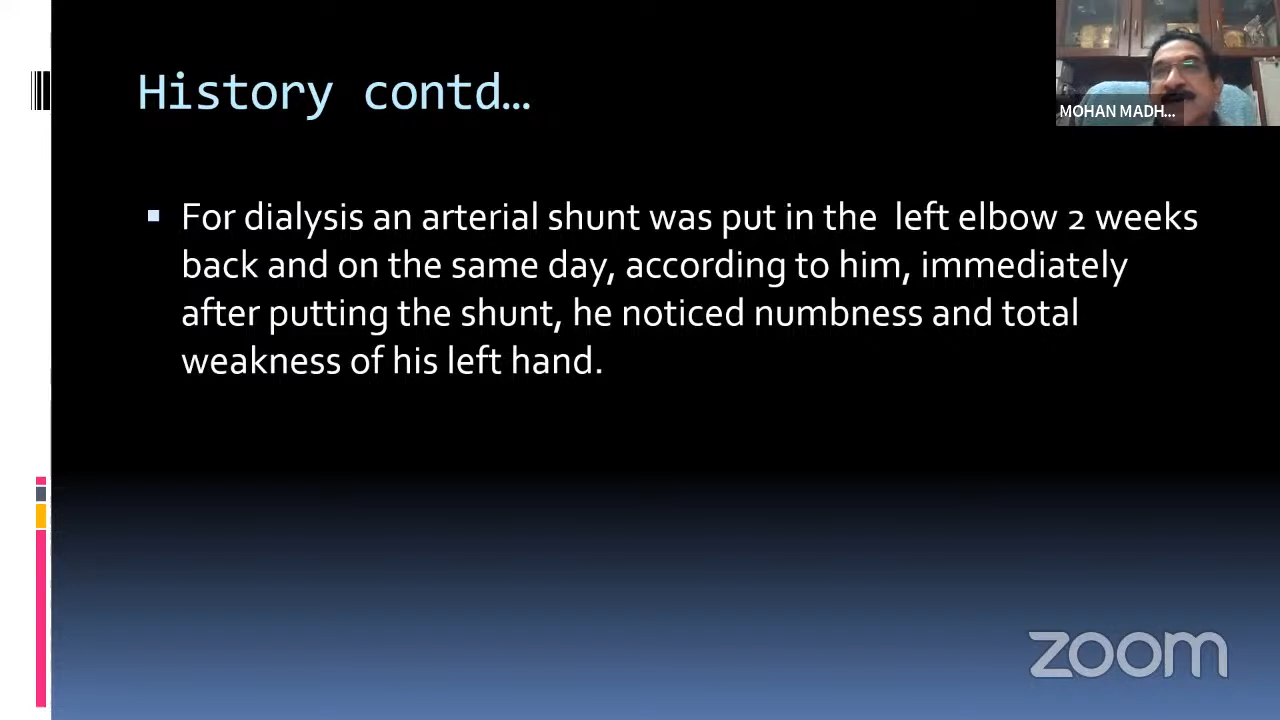 History contd…
MOHAN MADH...
For dialysis an arterial shunt was put in the left elbow 2 weeks
back and on the same day, according to him, immediately
after putting the shunt, he noticed numbness and total
weakness of his left hand.
zoom